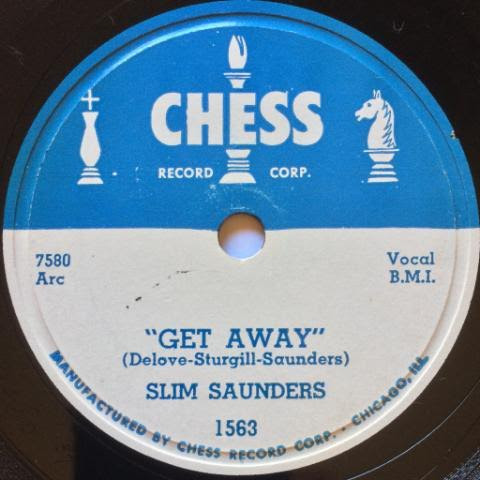 CHESS
RECORD CORP.
7580
Arc
Vocal
B.M.I.
"GET AWAY"
(Delove-Sturgill-Saunders)
SLIM SAUNDERS
1563
MANUFACTURED BY CHESS RECORD CORP. · CHICAGO, ILL.